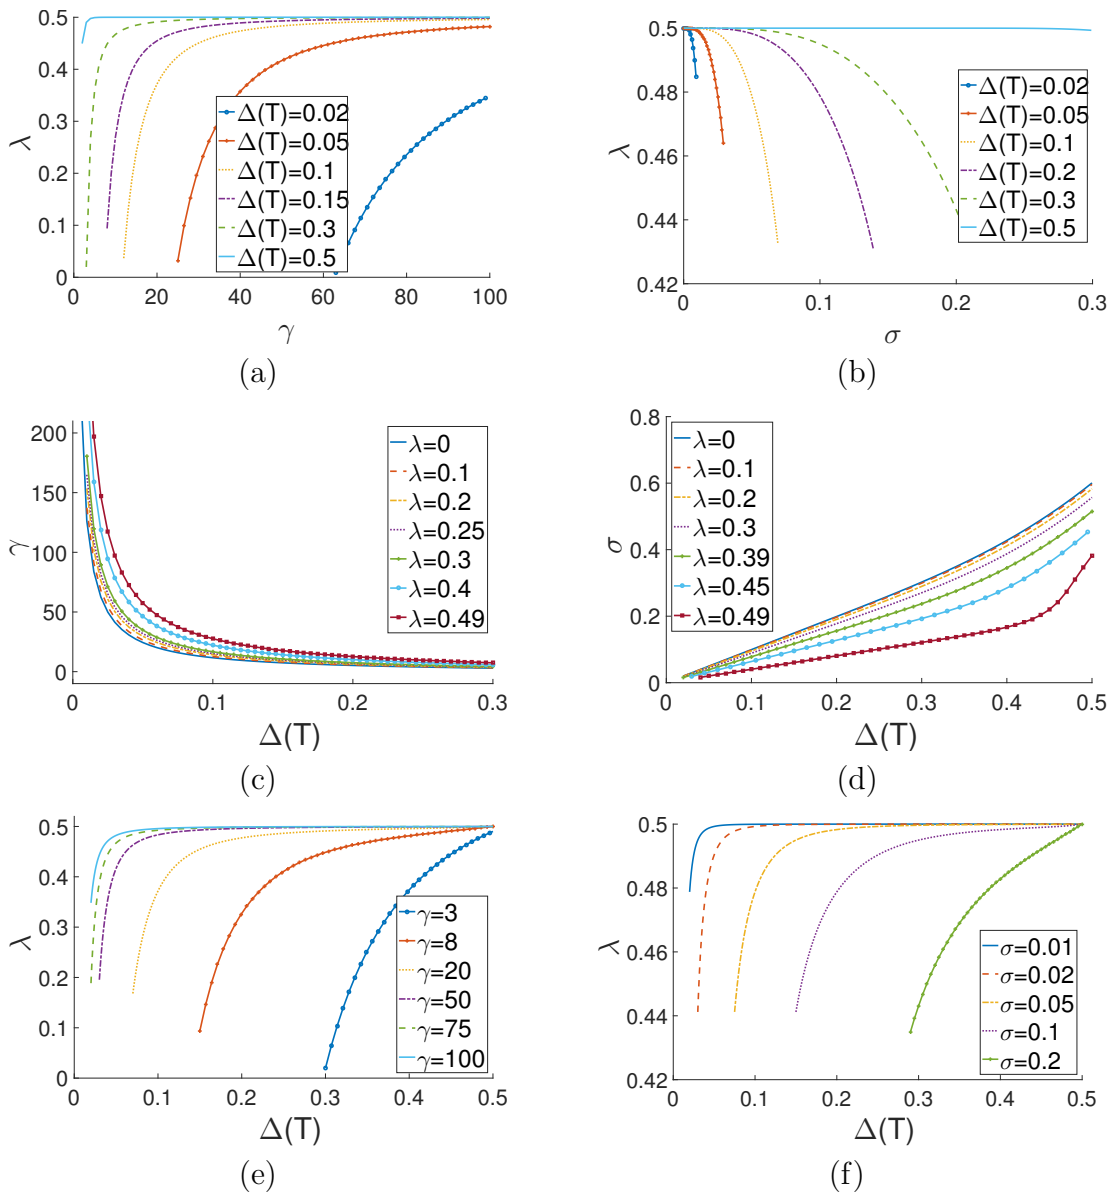 0.5
0.4
0.3
0.2
0.1
0
λ
0 20 40 60 80 100
γ
Δ(T)=0.02
Δ(T)=0.05
Δ(T)=0.1
Δ(T)=0.15
Δ(T)=0.3
Δ(T)=0.5
(a)
0.5
0.48
0.46
0.44
0.42
λ
0 0.1 0.2 0.3
σ
Δ(T)=0.02
Δ(T)=0.05
Δ(T)=0.1
Δ(T)=0.2
Δ(T)=0.3
Δ(T)=0.5
(b)
200
150
100
50
0
γ
0 0.1 0.2 0.3
Δ(T)
λ=0
λ=0.1
λ=0.2
λ=0.25
λ=0.3
λ=0.4
λ=0.49
(c)
0.8
0.6
0.4
0.2
0
σ
0 0.1 0.2 0.3 0.4 0.5
Δ(T)
λ=0
λ=0.1
λ=0.2
λ=0.3
λ=0.39
λ=0.45
λ=0.49
(d)
0.5
0.4
0.3
0.2
0.1
0
λ
0 0.1 0.2 0.3 0.4 0.5
Δ(T)
γ=3
γ=8
γ=20
γ=50
γ=75
γ=100
(e)
0.5
0.48
0.46
0.44
0.42
λ
0 0.1 0.2 0.3 0.4 0.5
Δ(T)
σ=0.01
σ=0.02
σ=0.05
σ=0.1
σ=0.2
(f)